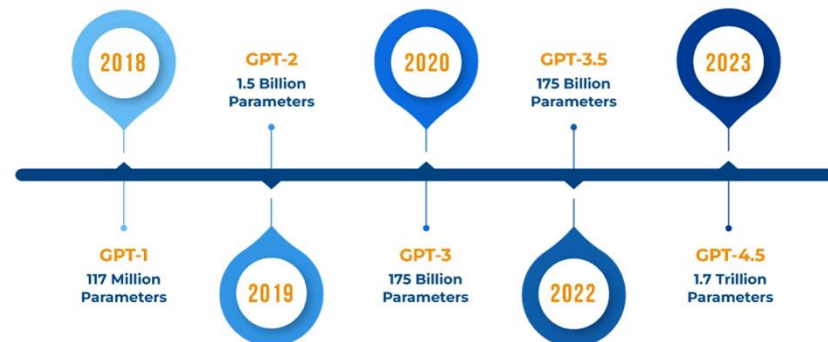 2018
GPT-2
1.5 Billion
Parameters
2020
GPT-3.5
175 Billion
Parameters
2023
GPT-1
117 Million
Parameters
2019
GPT-3
175 Billion
Parameters
2022
GPT-4.5
1.7 Trillion
Parameters